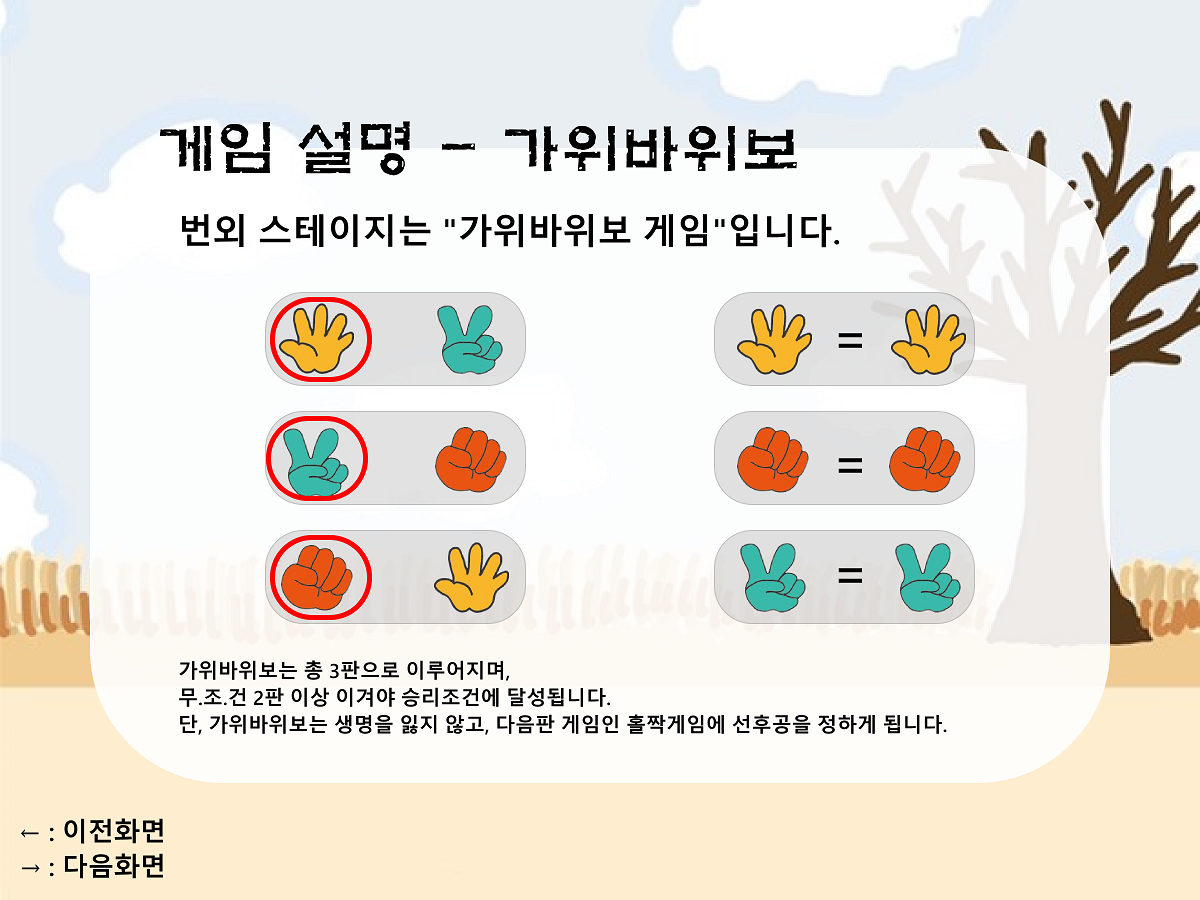 게임 설명 - 가위바위보
번외 스테이지는 "가위바위보 게임"입니다.
=
=
=
가위바위보는 총 3판으로 이루어지며,
무.조.건 2판 이상 이겨야 승리조건에 달성됩니다.
단, 가위바위보는 생명을 잃지 않고, 다음판 게임인 홀짝게임에 선후공을 정하게 됩니다.
← : 이전화면
→ : 다음화면